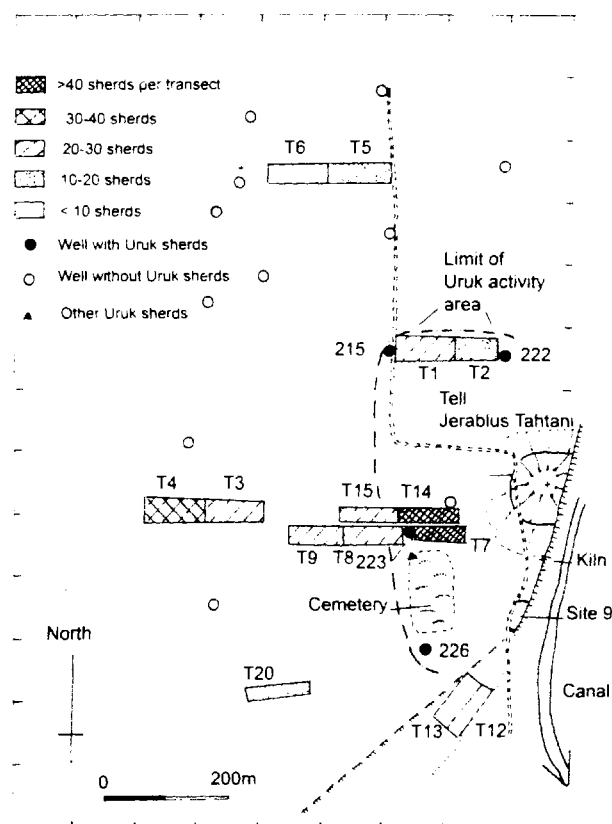 >40 sherds per transect
30-40 sherds
20-30 sherds
10-20 sherds
< 10 sherds
Well with Uruk sherds
Well without Uruk sherds
Other Uruk sherds
T6 T5
Limit of
Uruk activity
area
215
222
T1 T2
Tell
Jerablus Tahtani
T4 T3
T15 T14
T9 T8 223
T7
Kiln
Cemetery
Site 9
North
226
T20
Canal
T13 T12
0 200m